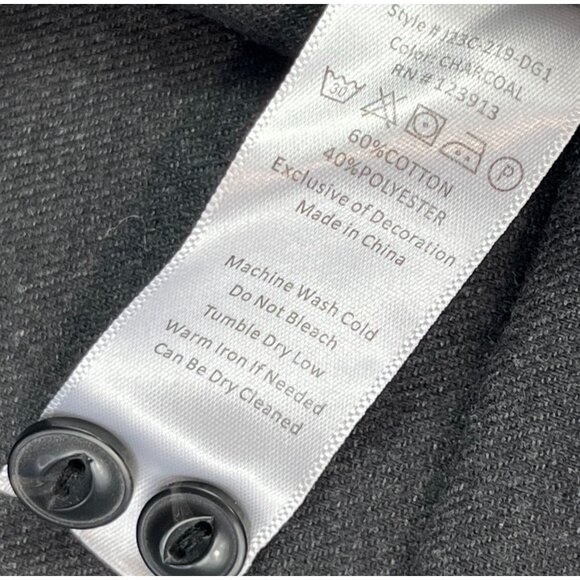 Style # J23C-219-DG1
Color: CHARCOAL
RN # 123913
30 P
60%COTTON
40%POLYESTER
Exclusive of Decoration
Made in China
Machine Wash Cold
Do Not Bleach
Tumble Dry Low
Warm Iron If Needed
Can Be Dry Cleaned